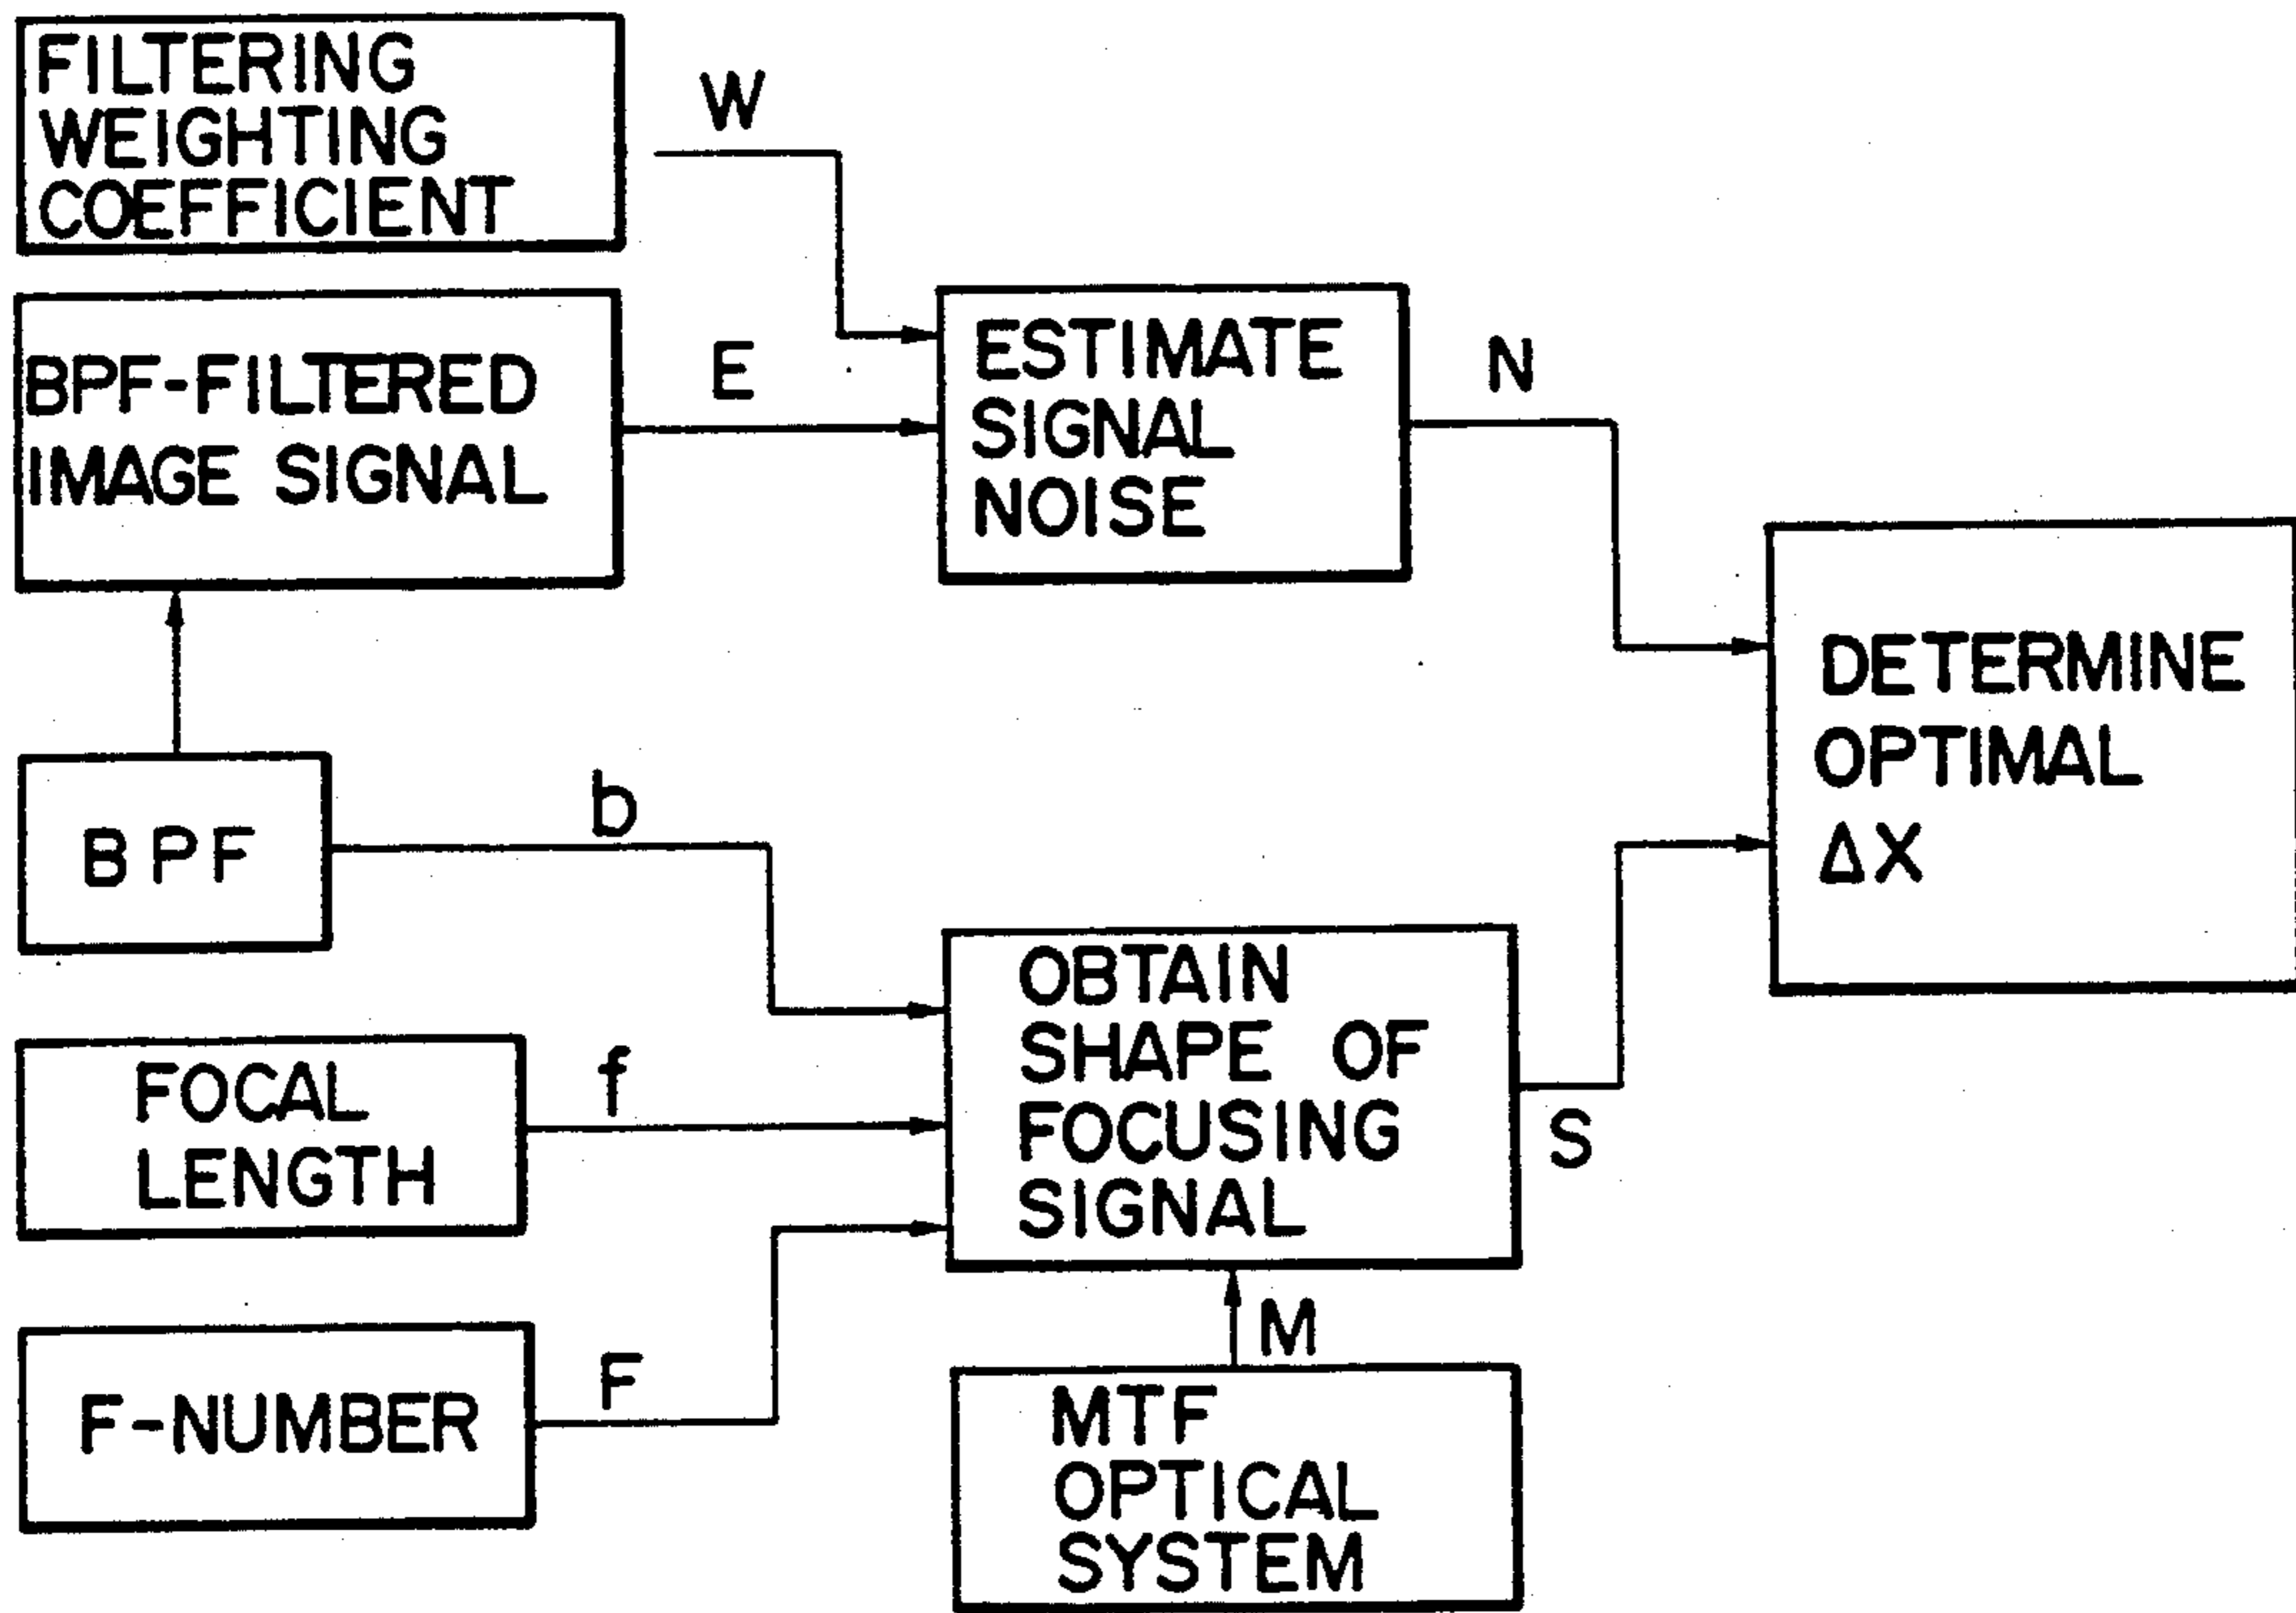 FILTERING
WEIGHTING
COEFFICIENT
W
BPF-FILTERED
IMAGE SIGNAL
E
ESTIMATE
SIGNAL
NOISE
N
DETERMINE
OPTIMAL
ΔX
BPF
b
FOCAL
LENGTH
f
OBTAIN
SHAPE OF
FOCUSING
SIGNAL
S
F-NUMBER
F
M
MTF
OPTICAL
SYSTEM